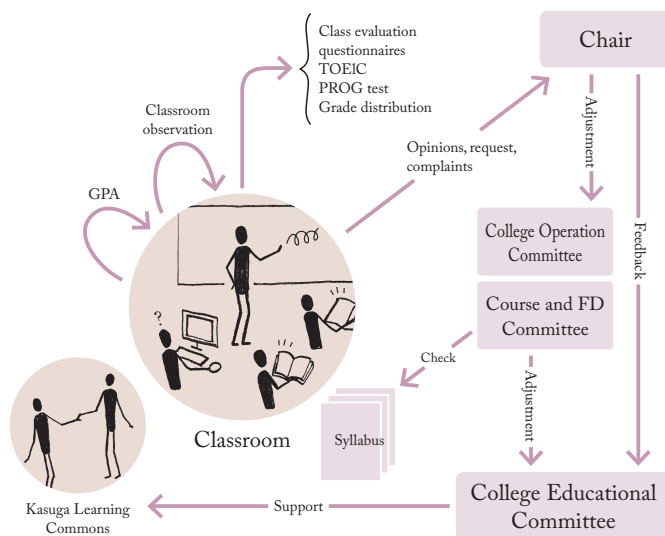 Class evaluation
questionnaires
TOEIC
PROG test
Grade distribution
Chair
Classroom
observation
GPA
Opinions, request,
complaints
Adjustment
Feedback
College Operation
Committee
Course and FD
Committee
?
Check
Adjustment
Syllabus
Classroom
College Educational
Committee
Support
Kasuga Learning
Commons